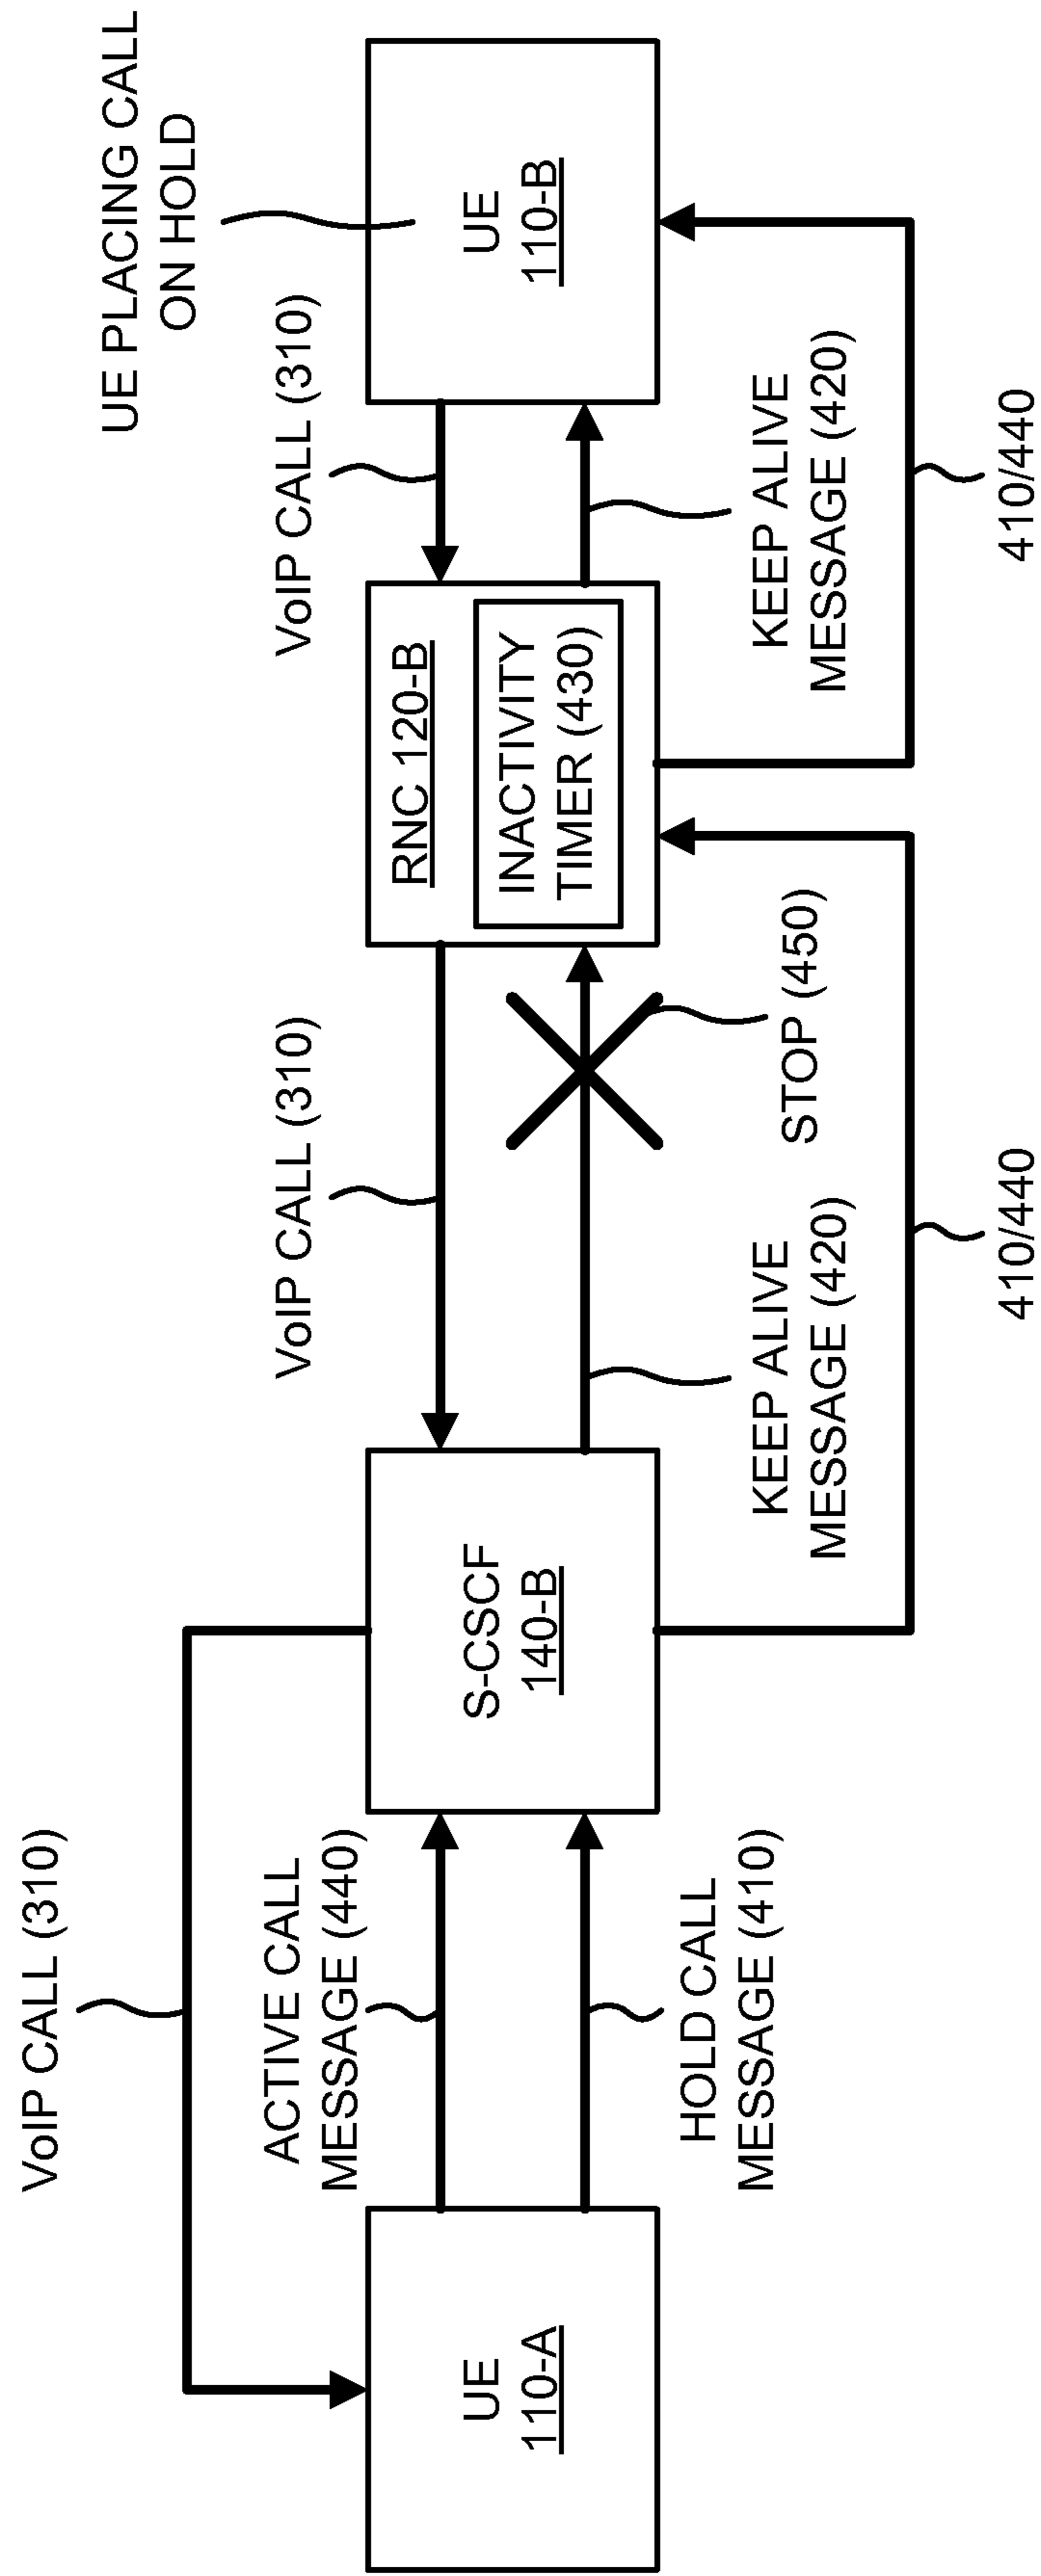 UE PLACING CALL
ON HOLD
VoIP CALL (310)
VoIP CALL (310)
VoIP CALL (310)
ACTIVE CALL
MESSAGE (440)
UE
110-A
S-CSCF
140-B
RNC 120-B
INACTIVITY
TIMER (430)
UE
110-B
HOLD CALL
MESSAGE (410)
KEEP ALIVE
MESSAGE (420)
STOP (450)
KEEP ALIVE
MESSAGE (420)
410/440
410/440